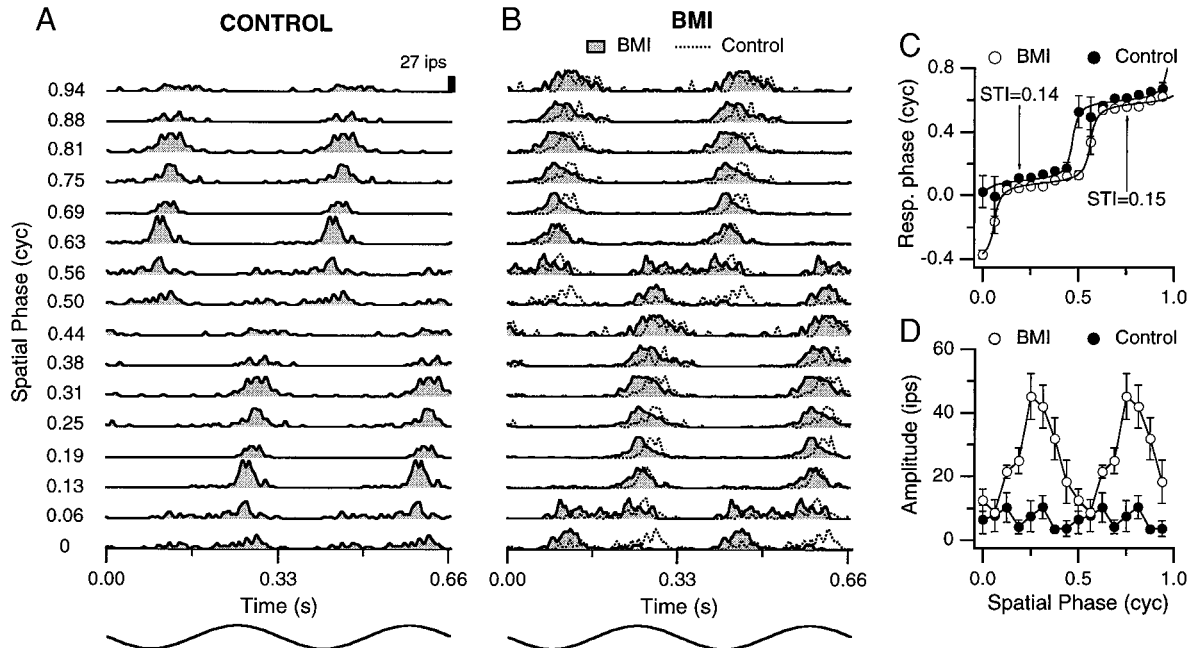 A CONTROL
27 ips
Spatial Phase (cyc)
0.94
0.88
0.81
0.75
0.69
0.63
0.56
0.50
0.44
0.38
0.31
0.25
0.19
0.13
0.06
0
0.00 0.33 0.66
Time (s)
B BMI
BMI Control
0.00 0.33 0.66
Time (s)
C BMI Control
Resp. phase (cyc)
0.8
0.4
0.0
-0.4
STI=0.14
STI=0.15
0.0 0.5 1.0
D BMI Control
Amplitude (ips)
60
40
20
0
0.0 0.5 1.0
Spatial Phase (cyc)